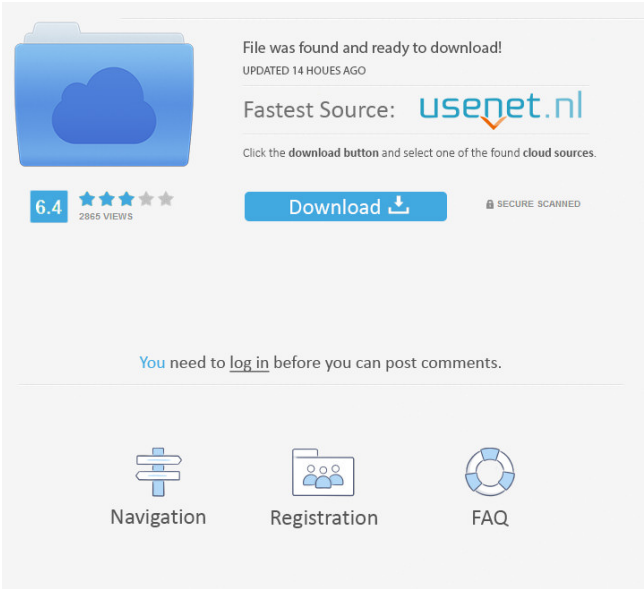 File was found and ready to download!
UPDATED 14 HOUES AGO
Fastest Source: usenet.nl
Click the download button and select one of the found cloud sources.
6.4
2865 VIEWS
Download
SECURE SCANNED
You need to log in before you can post comments.
Navigation
Registration
FAQ